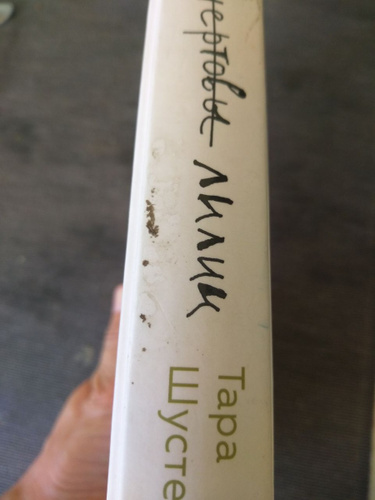 чертовы лилии
Тара
Шусте